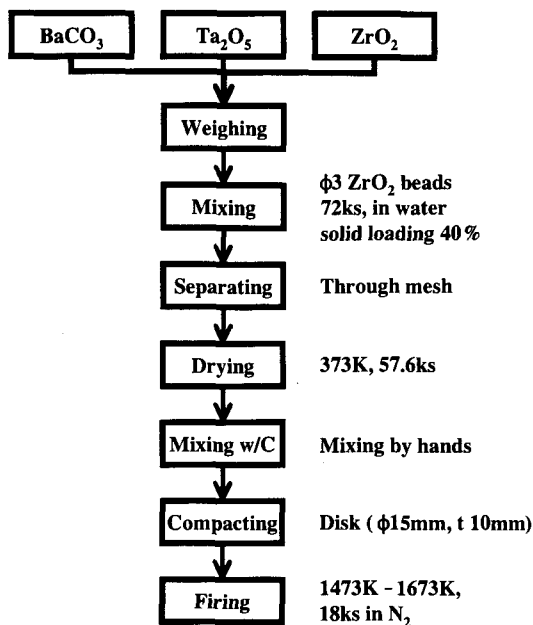 BaCO₃ Ta₂O₅ ZrO₂
Weighing
Mixing
ϕ3 ZrO₂ beads
72ks, in water
solid loading 40%
Separating
Through mesh
Drying
373K, 57.6ks
Mixing w/C
Mixing by hands
Compacting
Disk ( ϕ15mm, t 10mm)
Firing
1473K - 1673K,
18ks in N₂